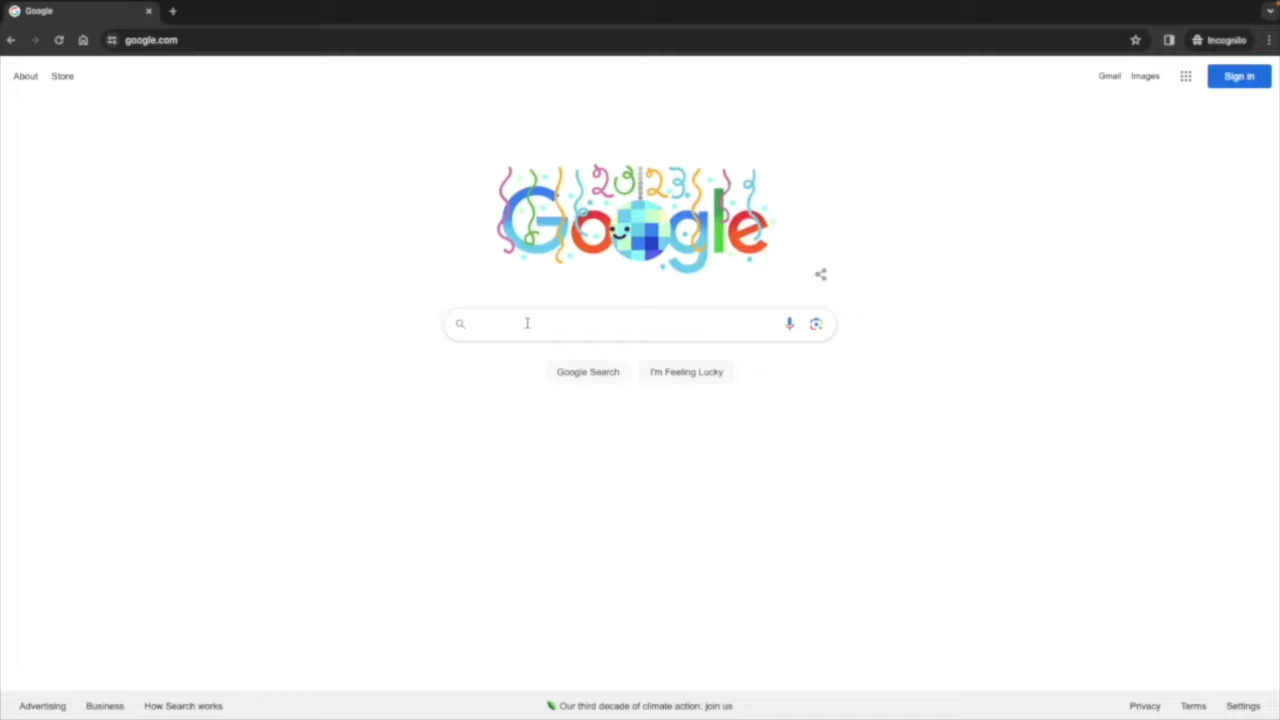 Google
google.com
Incognito
About
Store
Gmail
Images
Sign in
2023
Google
Google Search
I'm Feeling Lucky
Advertising
Business
How Search works
Our third decade of climate action: join us
Privacy
Terms
Settings